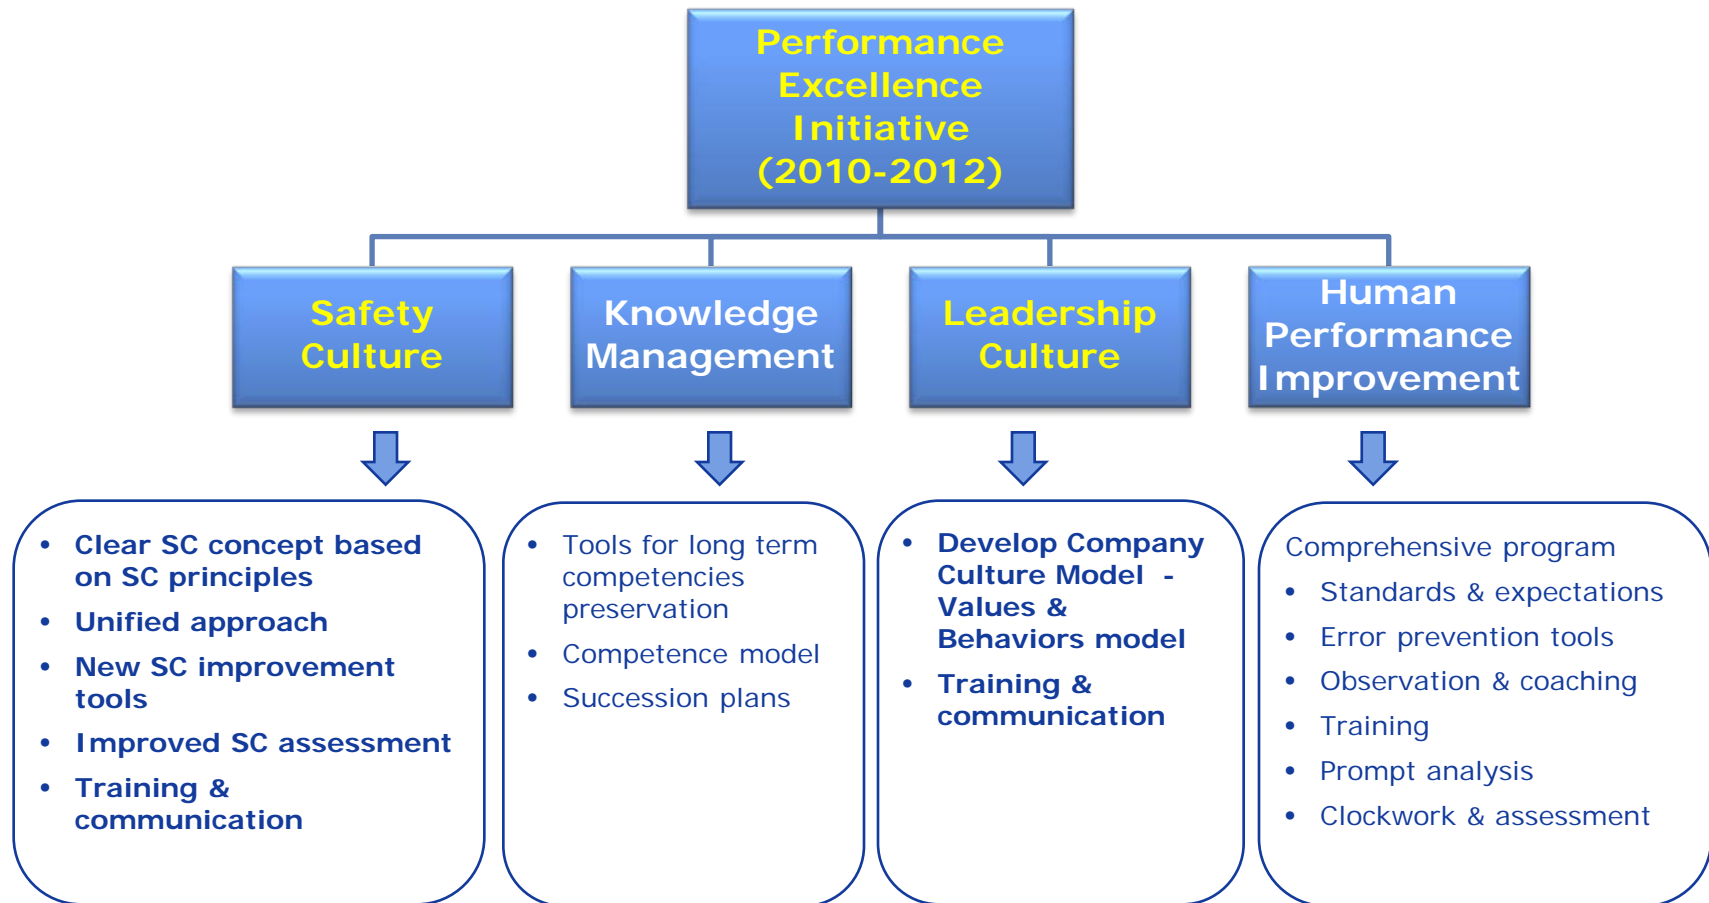 Performance
Excellence
Initiative
(2010-2012)
Safety
Culture
Knowledge
Management
Leadership
Culture
Human
Performance
Improvement
• Clear SC concept based
on SC principles
• Unified approach
• New SC improvement
tools
• Improved SC assessment
• Training &
communication
• Tools for long term
competencies
preservation
• Competence model
• Succession plans
• Develop Company
Culture Model -
Values &
Behaviors model
• Training &
communication
Comprehensive program
• Standards & expectations
• Error prevention tools
• Observation & coaching
• Training
• Prompt analysis
• Clockwork & assessment